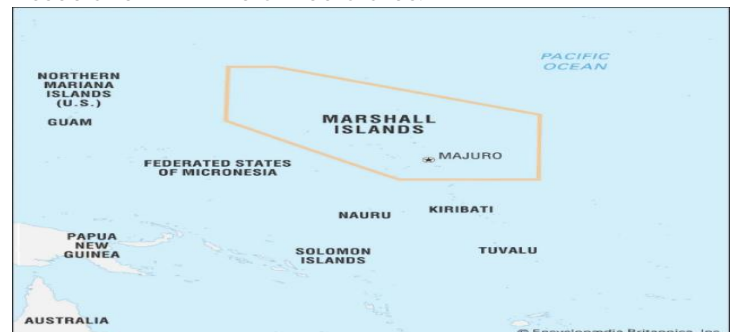 PACIFIC
OCEAN
NORTHERN
MARIANA
ISLANDS
(U.S.)
GUAM
MARSHALL
ISLANDS
MAJURO
FEDERATED STATES
OF MICRONESIA
NAURU
KIRIBATI
PAPUA
NEW
GUINEA
SOLOMON
ISLANDS
TUVALU
AUSTRALIA